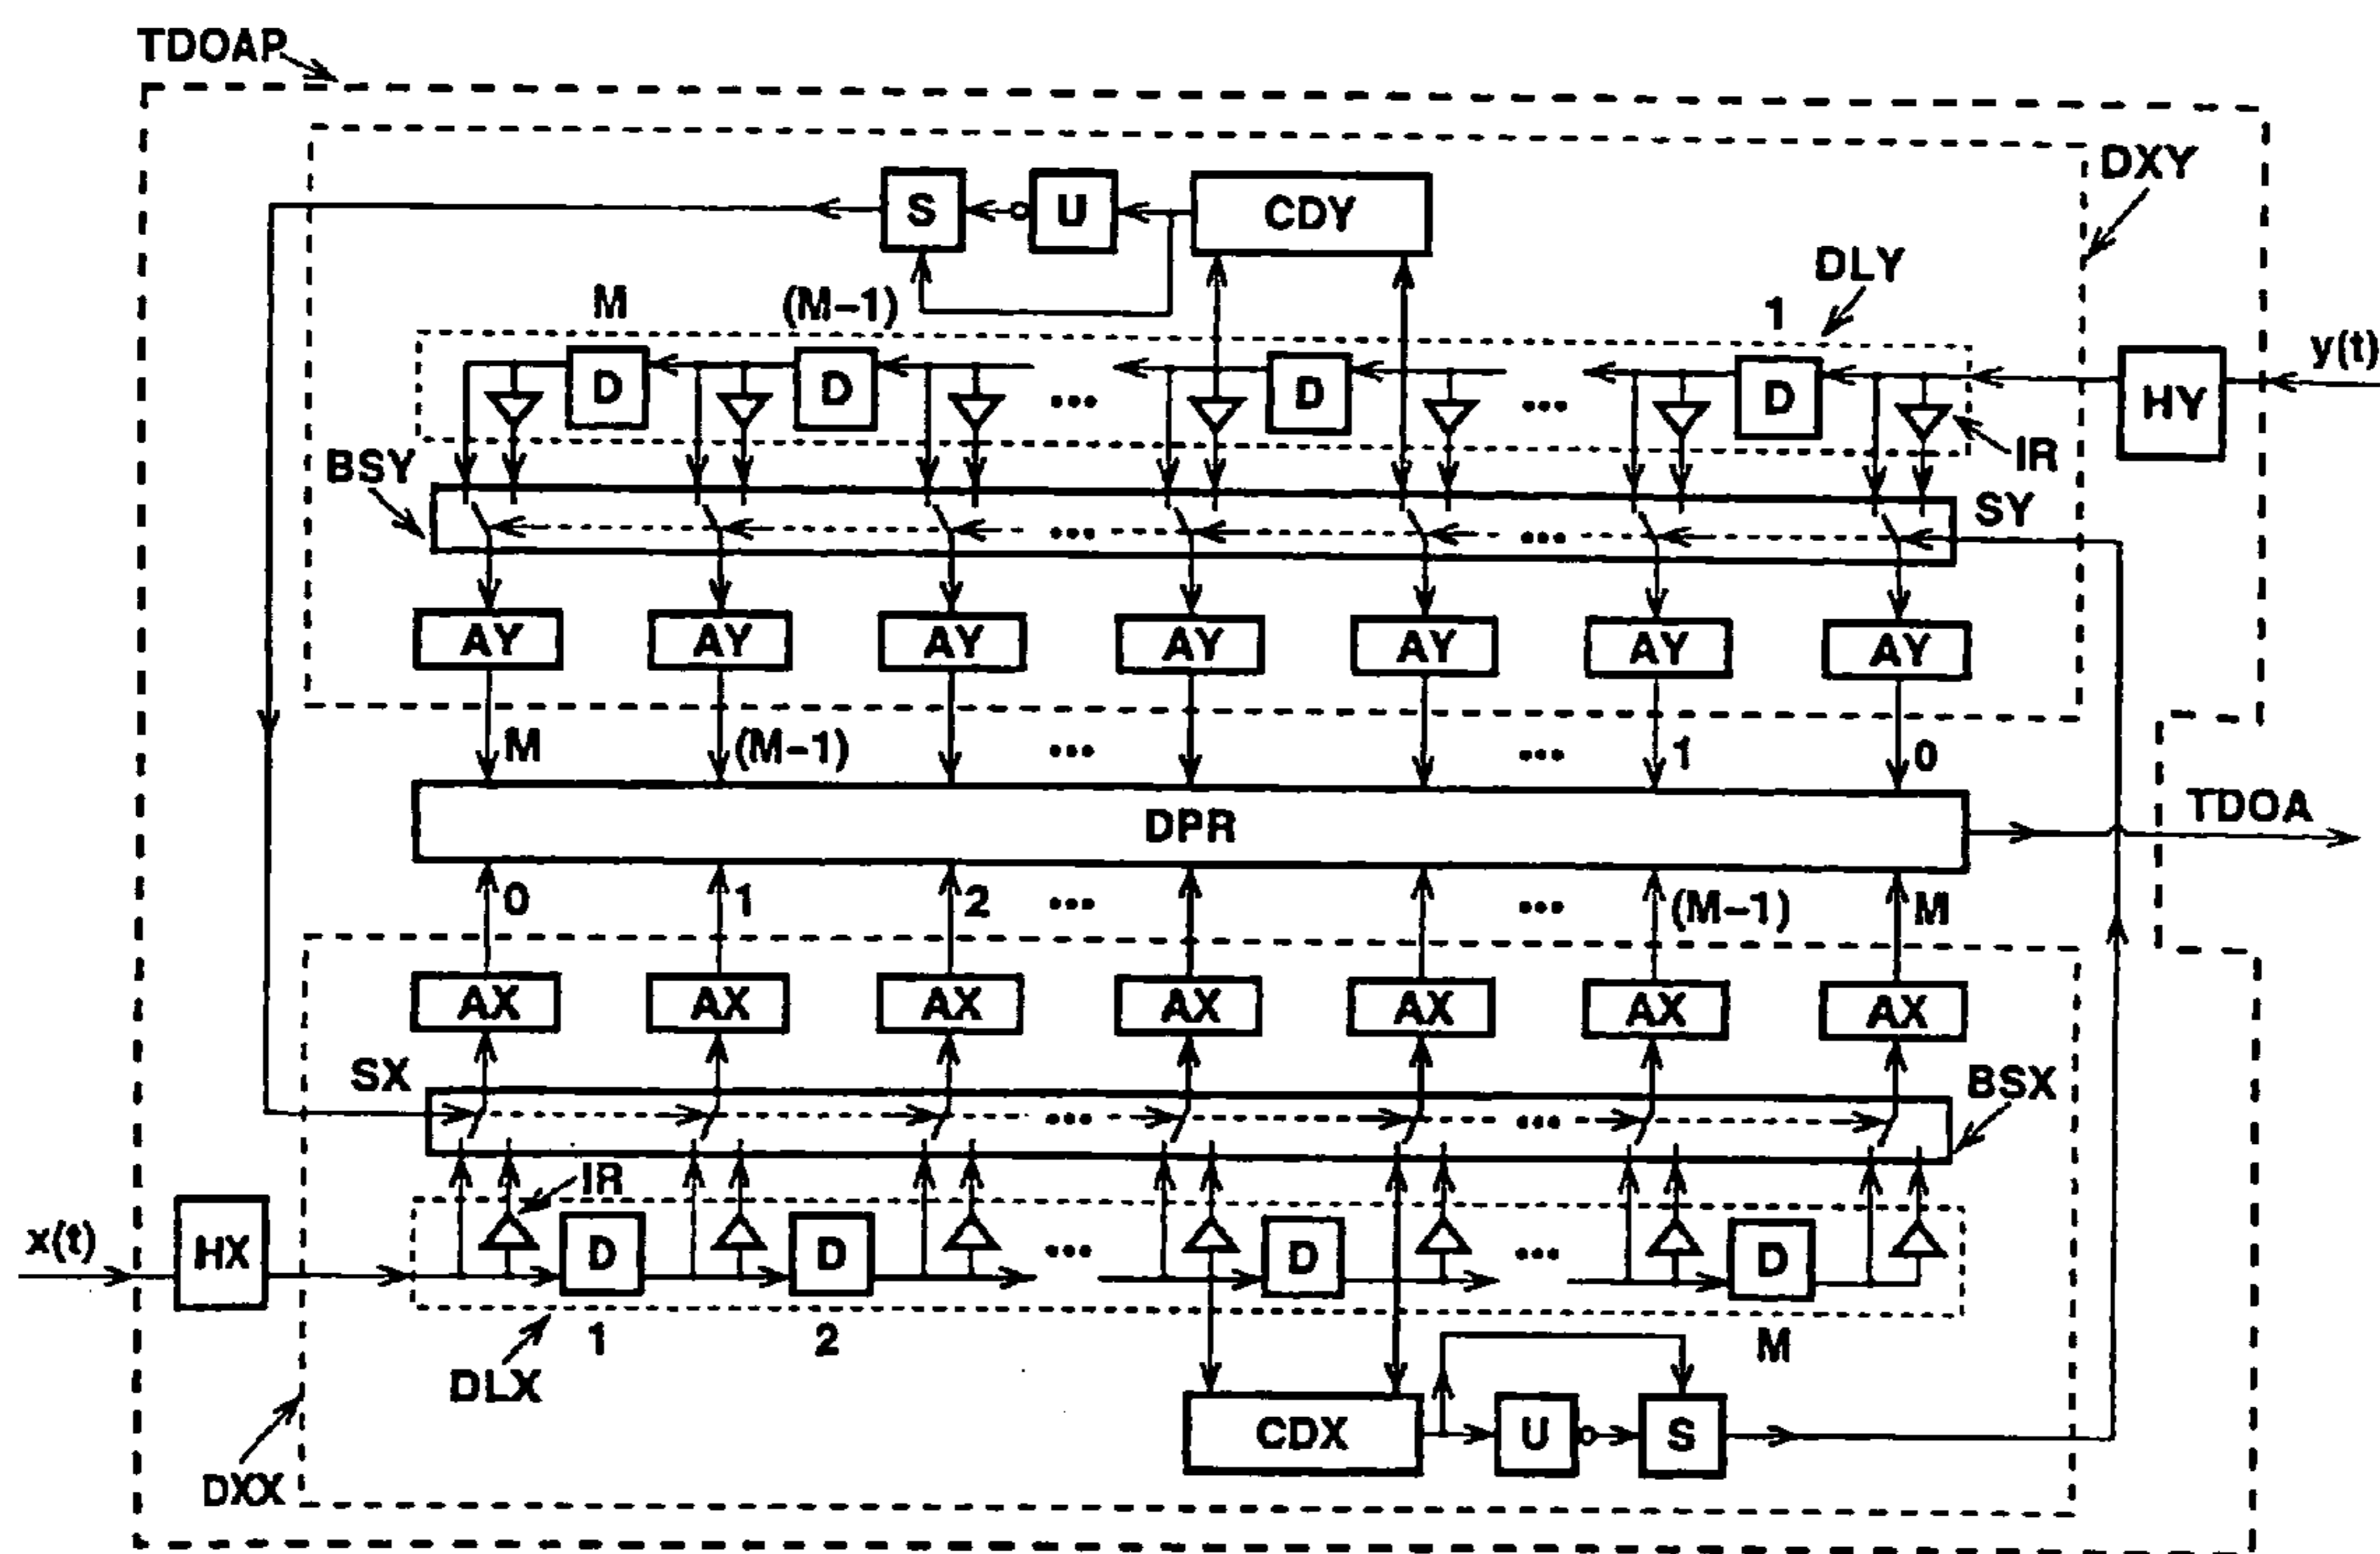 TDOAP
DXY
S U CDY
DLY
M (M−1) 1
D D ... D ... D
HY
y(t)
IR
BSY
SY
... ...
AY AY AY AY AY AY AY
M (M−1) ... ... 1 0
DPR
TDOA
0 1 2 ... ... (M−1) M
AX AX AX AX AX AX AX
SX
BSX
... ...
IR
x(t)
HX
D D ... D ... D
1 2 M
DLX
CDX U S
DXX